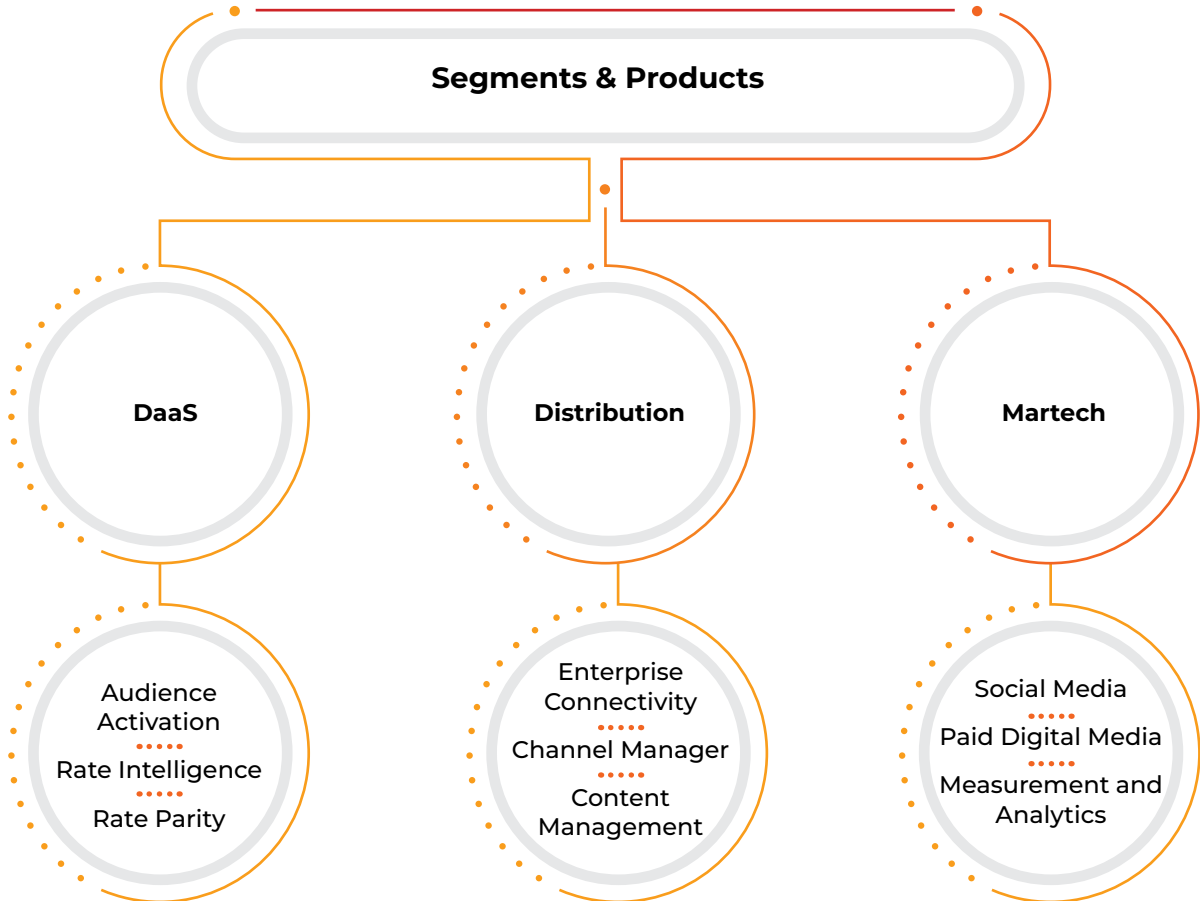 Segments & Products
DaaS
Distribution
Martech
Audience
Activation
Rate Intelligence
Rate Parity
Enterprise
Connectivity
Channel Manager
Content
Management
Social Media
Paid Digital Media
Measurement and
Analytics